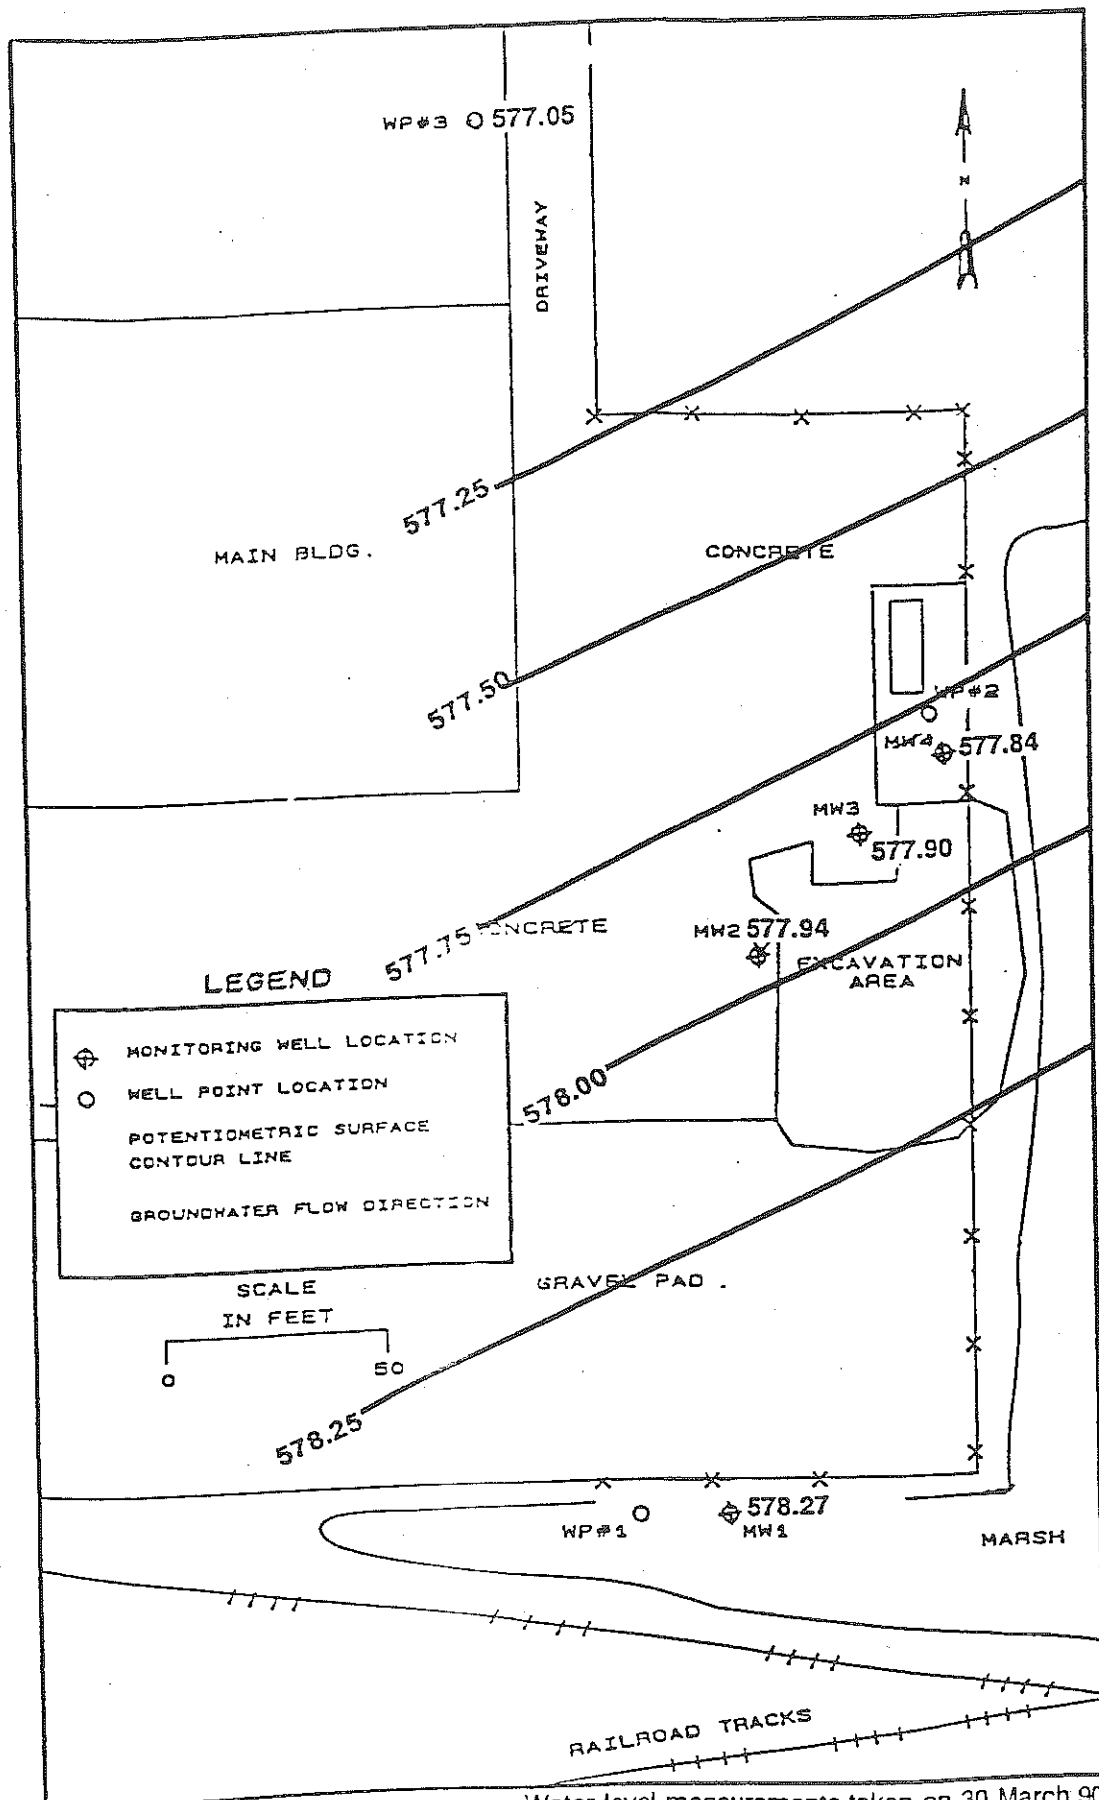 WP#3 577.05
N
DRIVEWAY
577.25
MAIN BLDG.
CONCRETE
577.50
WP#2
MW4 577.84
MW3
577.90
577.75
CONCRETE
MW2 577.94
EXCAVATION
AREA
LEGEND
MONITORING WELL LOCATION
WELL POINT LOCATION
POTENTIOMETRIC SURFACE
CONTOUR LINE
GROUNDWATER FLOW DIRECTION
578.00
SCALE
IN FEET
0 50
GRAVEL PAD .
578.25
578.27
WP#1 MW1
MARSH
RAILROAD TRACKS
Water level measurements taken on 30 March 90